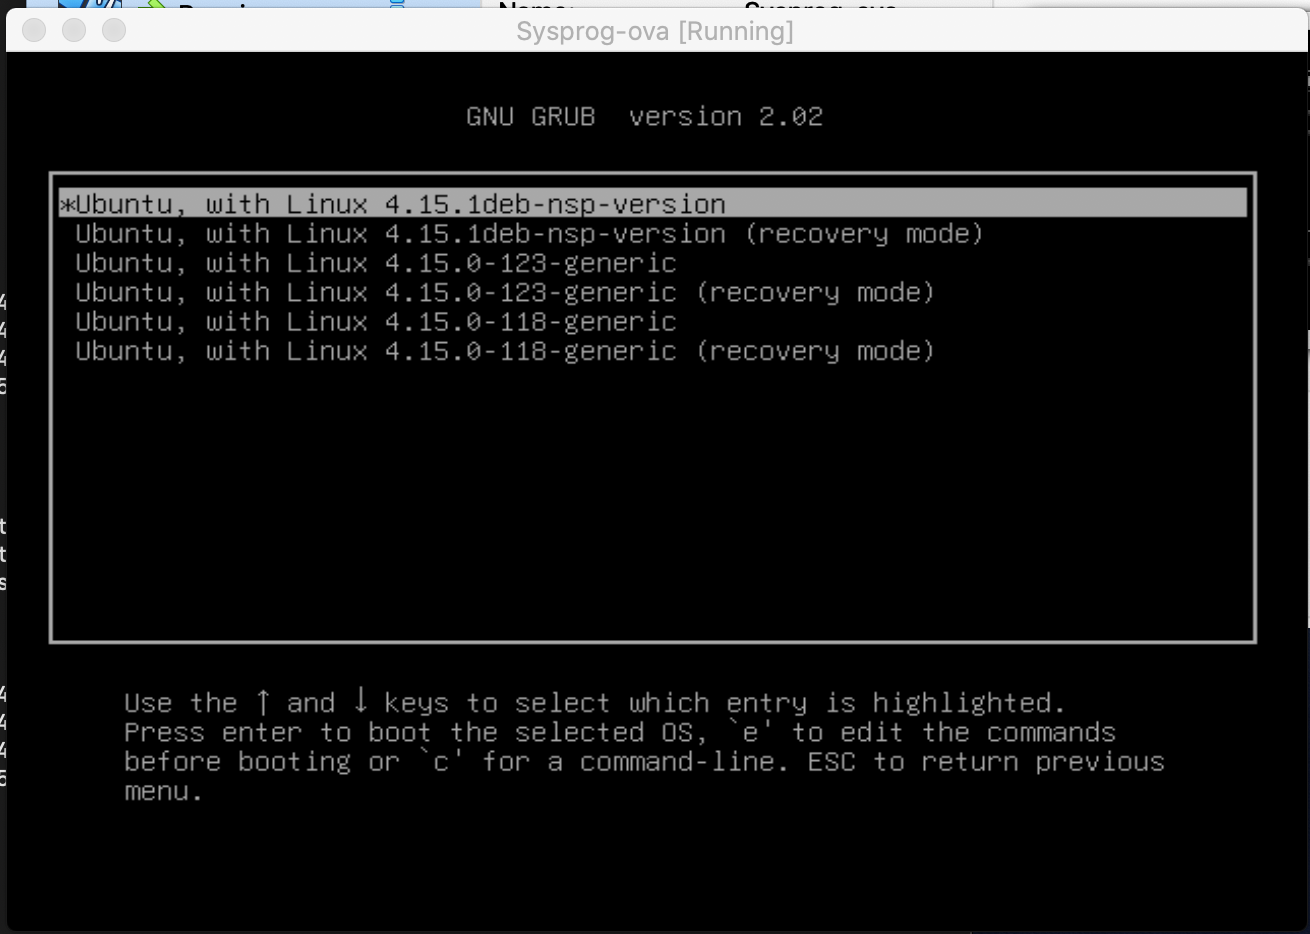 Sysprog-ova [Running]
GNU GRUB  version 2.02
*Ubuntu, with Linux 4.15.1deb-nsp-version
Ubuntu, with Linux 4.15.1deb-nsp-version (recovery mode)
Ubuntu, with Linux 4.15.0-123-generic
Ubuntu, with Linux 4.15.0-123-generic (recovery mode)
Ubuntu, with Linux 4.15.0-118-generic
Ubuntu, with Linux 4.15.0-118-generic (recovery mode)
Use the ↑ and ↓ keys to select which entry is highlighted.
Press enter to boot the selected OS, `e' to edit the commands
before booting or `c' for a command-line. ESC to return previous
menu.